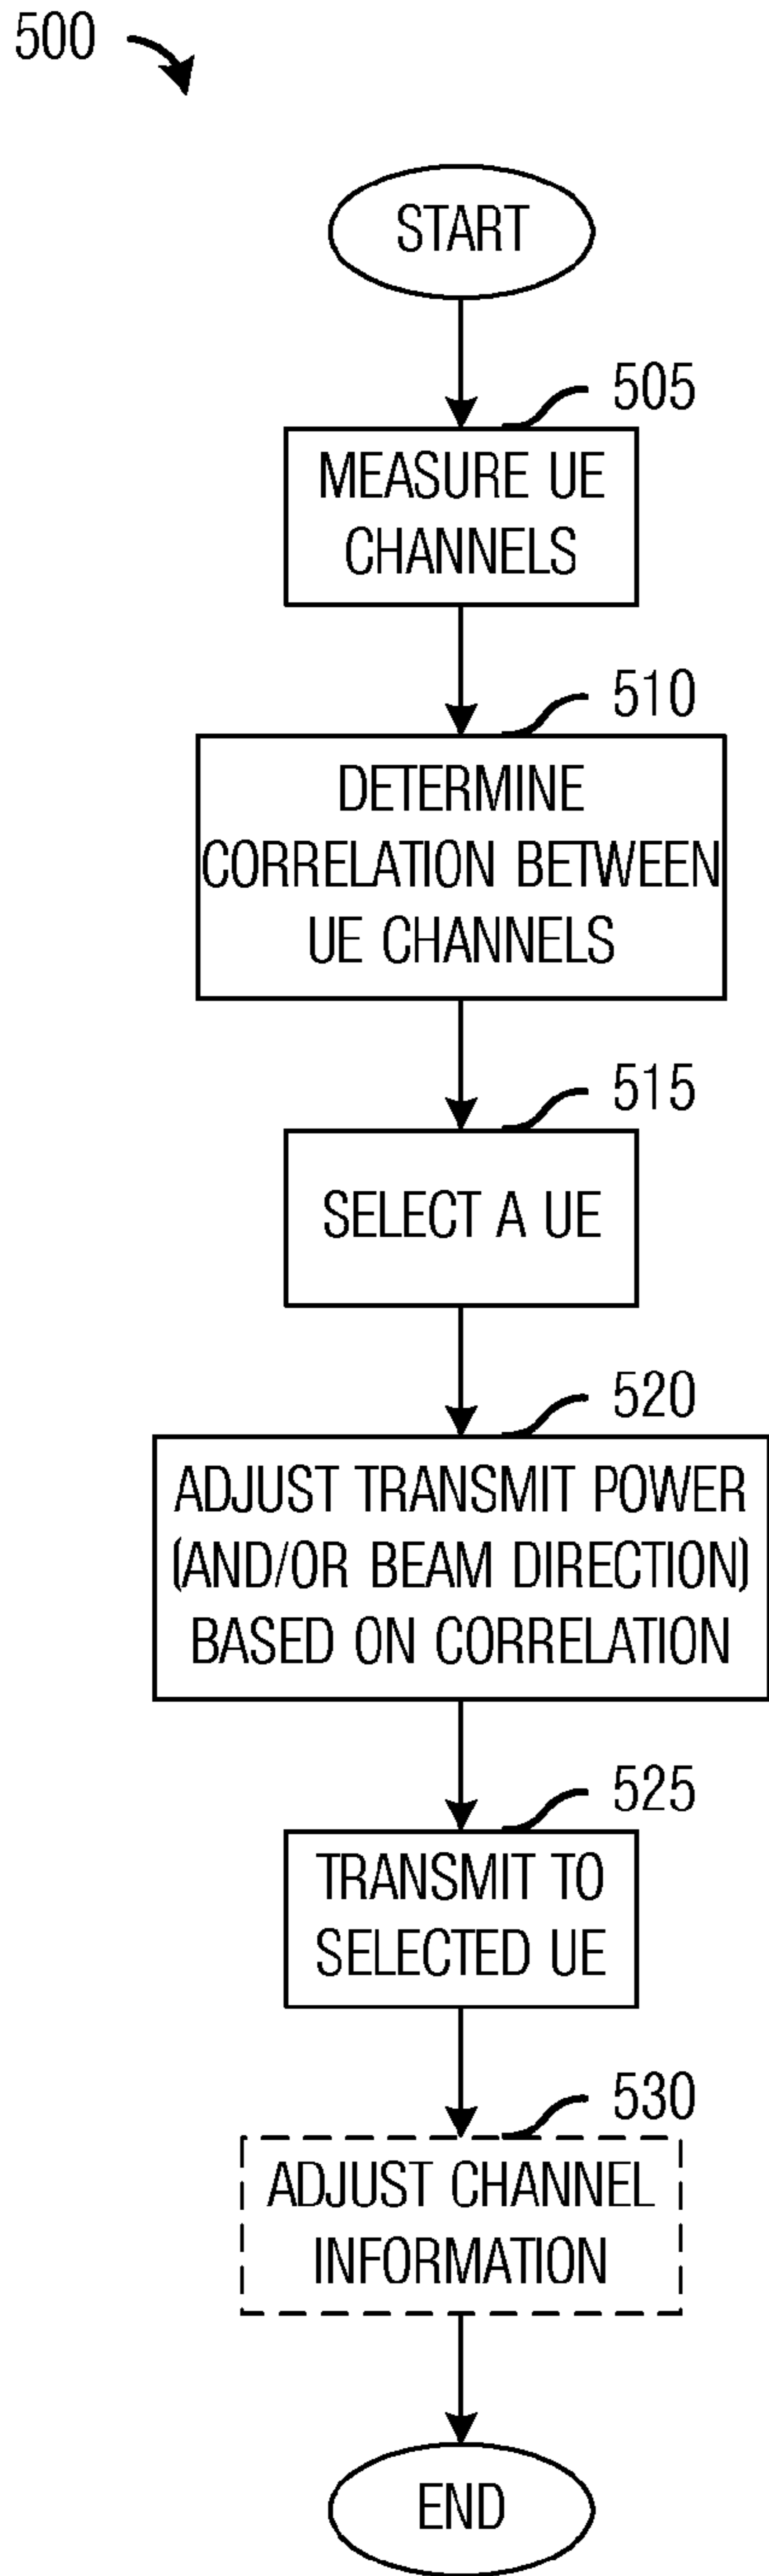 500
START
505
MEASURE UE
CHANNELS
510
DETERMINE
CORRELATION BETWEEN
UE CHANNELS
515
SELECT A UE
520
ADJUST TRANSMIT POWER
(AND/OR BEAM DIRECTION)
BASED ON CORRELATION
525
TRANSMIT TO
SELECTED UE
530
ADJUST CHANNEL
INFORMATION
END